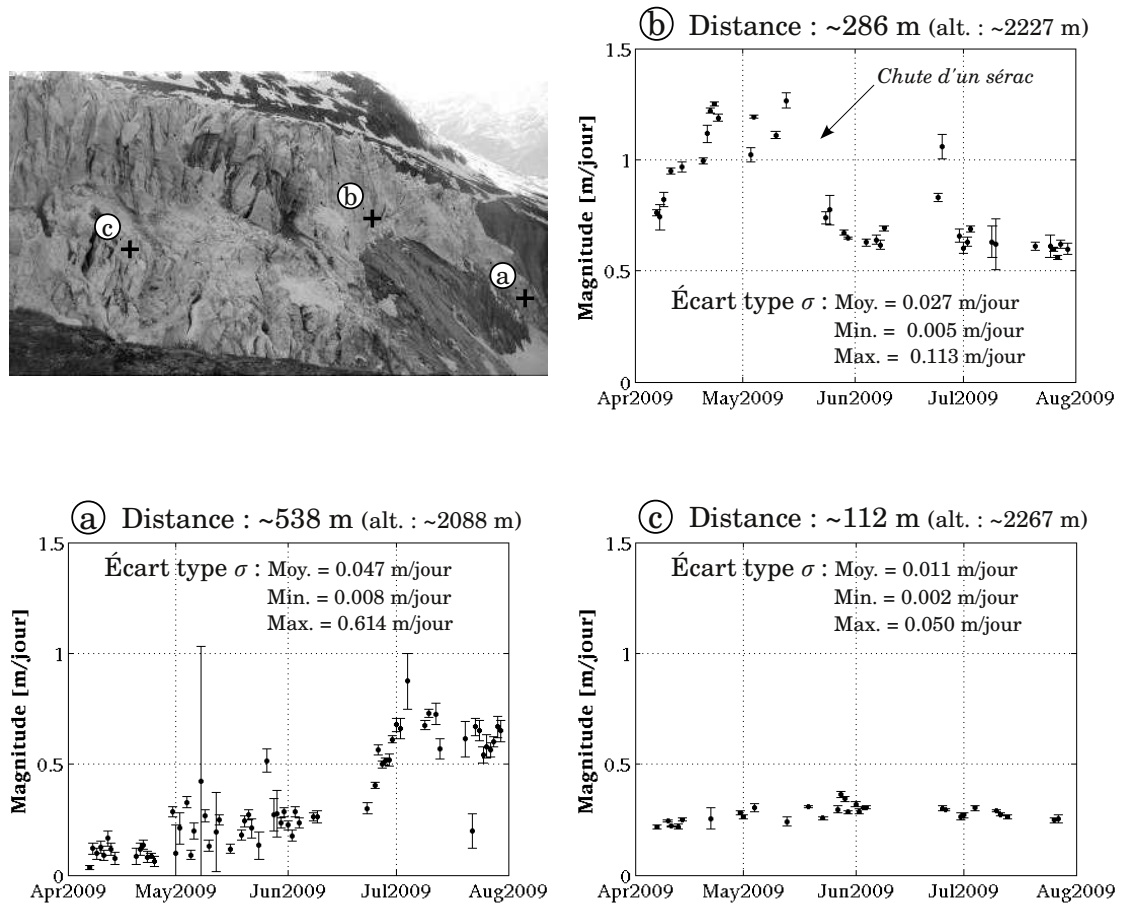 b Distance : ~286 m (alt. : ~2227 m)
1.5
1
0.5
0
Magnitude [m/jour]
Chute d'un sérac
Écart type σ : Moy. = 0.027 m/jour
Min. = 0.005 m/jour
Max. = 0.113 m/jour
Apr2009 May2009 Jun2009 Jul2009 Aug2009
b
c
a
a Distance : ~538 m (alt. : ~2088 m)
1.5
1
0.5
0
Magnitude [m/jour]
Écart type σ : Moy. = 0.047 m/jour
Min. = 0.008 m/jour
Max. = 0.614 m/jour
Apr2009 May2009 Jun2009 Jul2009 Aug2009
c Distance : ~112 m (alt. : ~2267 m)
1.5
1
0.5
0
Magnitude [m/jour]
Écart type σ : Moy. = 0.011 m/jour
Min. = 0.002 m/jour
Max. = 0.050 m/jour
Apr2009 May2009 Jun2009 Jul2009 Aug2009